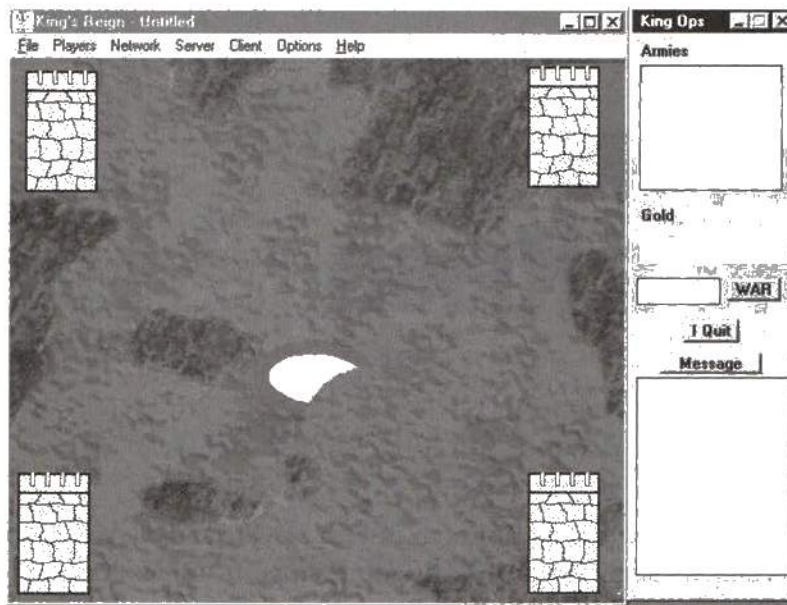 King's Reign - Untitled
File Players Network Server Client Options Help
King Ops
Armies
Gold
WAR
I Quit
Message